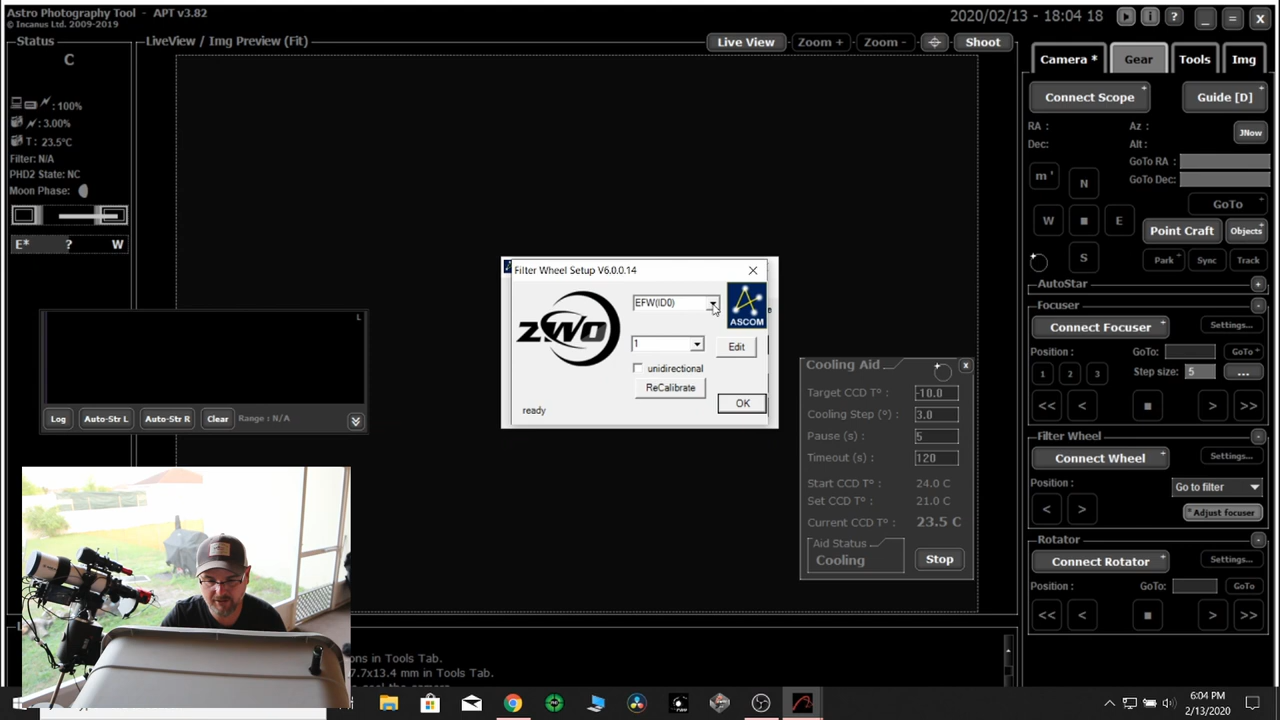 Astro Photography Tool - APT v3.82
© Incanus Ltd. 2009-2019
2020/02/13 - 18:04 18
i
?
Status
C
: 100%
: 3.00%
T : 23.5°C
Filter: N/A
PHD2 State: NC
Moon Phase:
E*
?
W
LiveView / Img Preview (Fit)
Live View
Zoom +
Zoom -
Shoot
Camera *
Gear
Tools
Img
Connect Scope
Guide [D]
RA :
Az :
JNow
Dec:
Alt :
GoTo RA :
GoTo Dec:
m '
N
GoTo
W
E
Point Craft
Objects
S
Park
Sync
Track
AutoStar
Focuser
Connect Focuser
Settings...
Position :
GoTo:
GoTo
1
2
3
Step size:
5
...
<<
<
>
>>
Filter Wheel
Connect Wheel
Settings...
Position :
Go to filter
<
>
* Adjust focuser
Rotator
Connect Rotator
Settings...
Position :
GoTo:
GoTo
<<
<
>
>>
Filter Wheel Setup V6.0.0.14
EFW(ID0)
ZWO
ASCOM
1
Edit
unidirectional
ReCalibrate
ready
OK
L
Log
Auto-Str L
Auto-Str R
Clear
Range : N/A
Cooling Aid
x
Target CCD T° :
-10.0
Cooling Step (°) :
3.0
Pause (s) :
5
Timeout (s) :
120
Start CCD T° :
24.0 C
Set CCD T° :
21.0 C
Current CCD T° :
23.5 C
Aid Status
Cooling
Stop
ons in Tools Tab.
7.7x13.4 mm in Tools Tab.
6:04 PM
2/13/2020